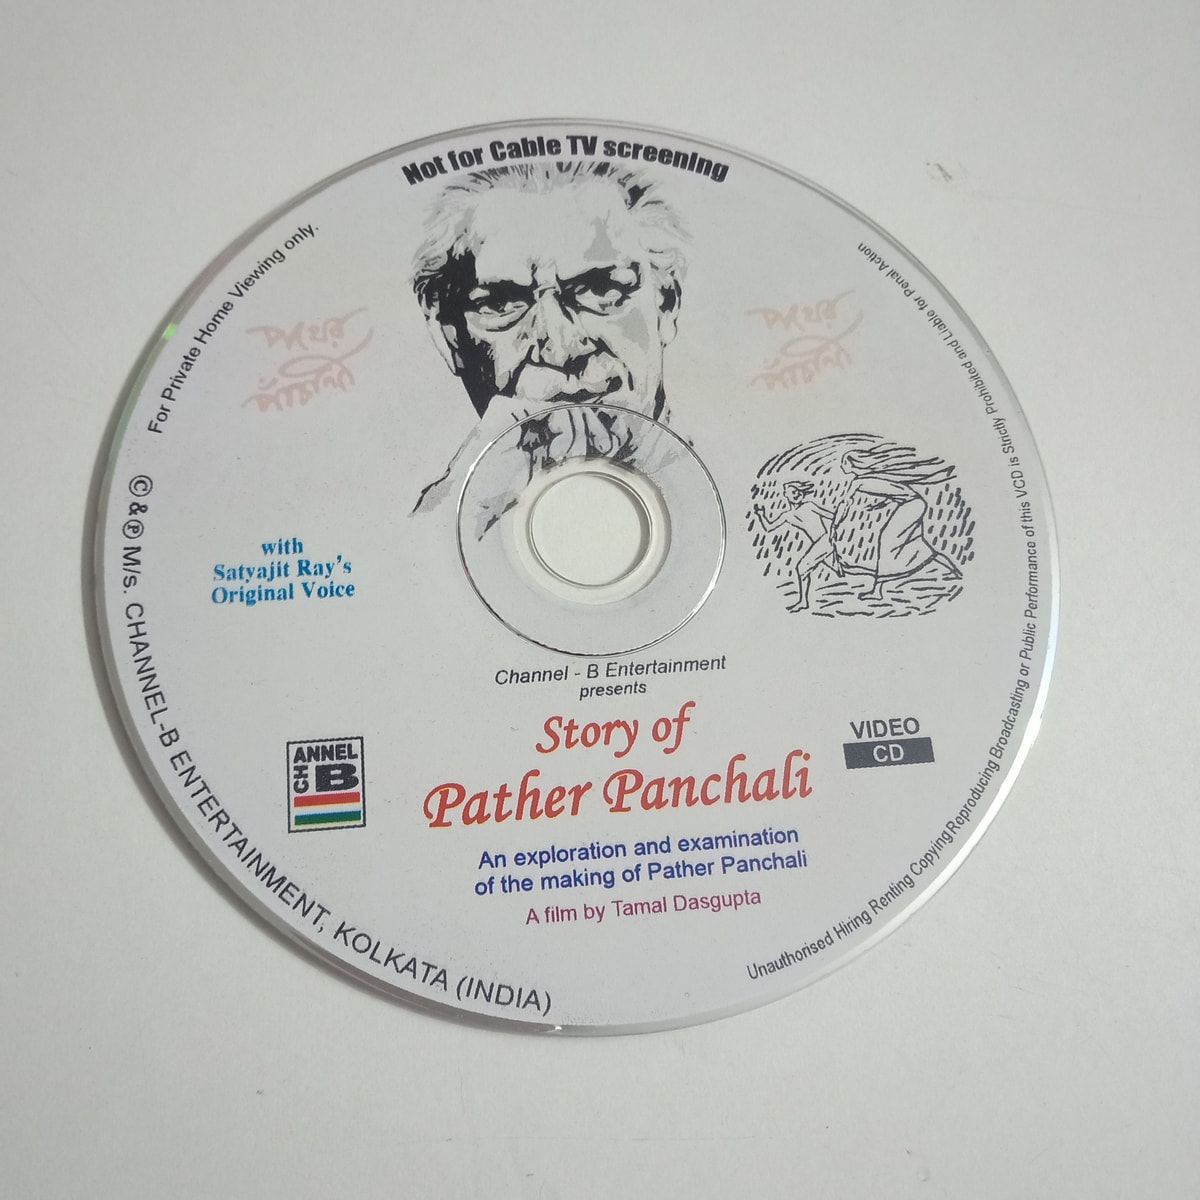 Not for Cable TV screening
For Private Home Viewing only.
পথের
পাঁচালী
পথের
পাঁচালী
with
Satyajit Ray's
Original Voice
Channel - B Entertainment
presents
Story of
Pather Panchali
An exploration and examination
of the making of Pather Panchali
A film by Tamal Dasgupta
CHANNEL
B
VIDEO
CD
© & ℗ M/s. CHANNEL-B ENTERTAINMENT, KOLKATA (INDIA)
Unauthorised Hiring Renting Copying Reproducing Broadcasting or Public Performance of this VCD is Strictly Prohibited and Liable for Penal Action